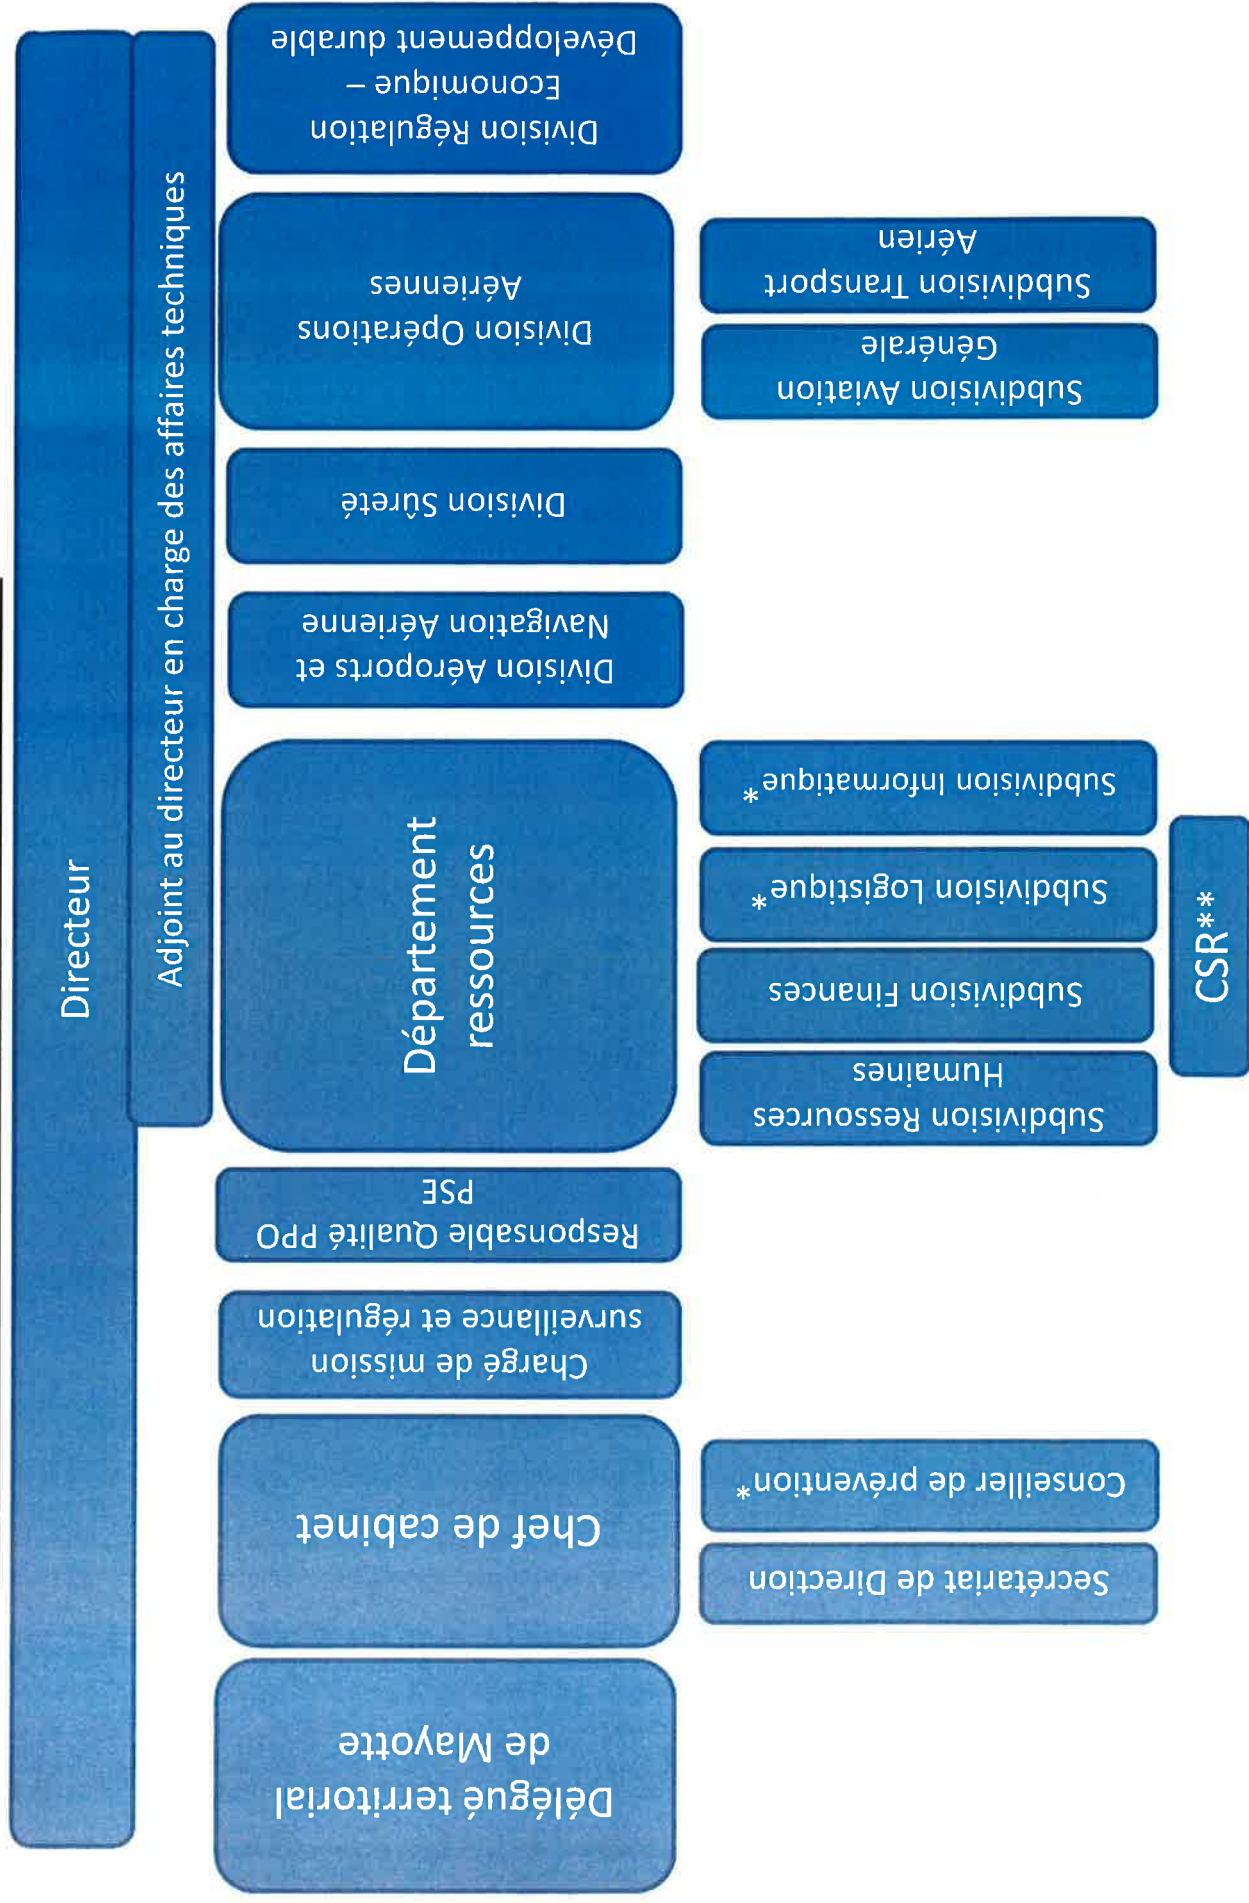 Directeur
Adjoint au directeur en charge des affaires techniques
Délégué territorial
de Mayotte
Chef de cabinet
Secrétariat de Direction
Conseiller de prévention*
Chargé de mission
surveillance et régulation
Responsable Qualité PPO
PSE
Département
ressources
Subdivision Ressources
Humaines
Subdivision Finances
Subdivision Logistique*
Subdivision Informatique*
CSR**
Division Aéroports et
Navigation Aérienne
Division Sûreté
Division Opérations
Aériennes
Subdivision Aviation
Générale
Subdivision Transport
Aérien
Division Régulation
Economique –
Développement durable